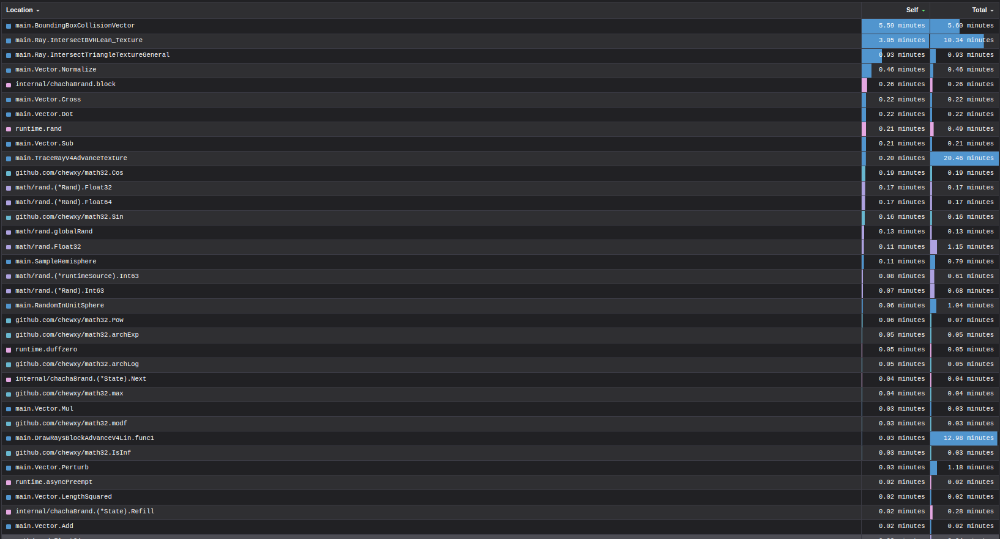 Location Self Total
main.BoundingBoxCollisionVector 5.59 minutes 5.60 minutes
main.Ray.IntersectBVHLean_Texture 3.05 minutes 10.34 minutes
main.Ray.IntersectTriangleTextureGeneral 0.93 minutes 0.93 minutes
main.Vector.Normalize 0.46 minutes 0.46 minutes
internal/chacha8rand.block 0.26 minutes 0.26 minutes
main.Vector.Cross 0.22 minutes 0.22 minutes
main.Vector.Dot 0.22 minutes 0.22 minutes
runtime.rand 0.21 minutes 0.49 minutes
main.Vector.Sub 0.21 minutes 0.21 minutes
main.TraceRayV4AdvanceTexture 0.20 minutes 20.46 minutes
github.com/chewxy/math32.Cos 0.19 minutes 0.19 minutes
math/rand.(*Rand).Float32 0.17 minutes 0.17 minutes
math/rand.(*Rand).Float64 0.17 minutes 0.17 minutes
github.com/chewxy/math32.Sin 0.16 minutes 0.16 minutes
math/rand.globalRand 0.13 minutes 0.13 minutes
math/rand.Float32 0.11 minutes 1.15 minutes
main.SampleHemisphere 0.11 minutes 0.79 minutes
math/rand.(*runtimeSource).Int63 0.08 minutes 0.61 minutes
math/rand.(*Rand).Int63 0.07 minutes 0.68 minutes
main.RandomInUnitSphere 0.06 minutes 1.04 minutes
github.com/chewxy/math32.Pow 0.06 minutes 0.07 minutes
github.com/chewxy/math32.archExp 0.05 minutes 0.05 minutes
runtime.duffzero 0.05 minutes 0.05 minutes
github.com/chewxy/math32.archLog 0.05 minutes 0.05 minutes
internal/chacha8rand.(*State).Next 0.04 minutes 0.04 minutes
github.com/chewxy/math32.max 0.04 minutes 0.04 minutes
main.Vector.Mul 0.03 minutes 0.03 minutes
github.com/chewxy/math32.modf 0.03 minutes 0.03 minutes
main.DrawRaysBlockAdvanceV4Lin.func1 0.03 minutes 12.98 minutes
github.com/chewxy/math32.IsInf 0.03 minutes 0.03 minutes
main.Vector.Perturb 0.03 minutes 1.18 minutes
runtime.asyncPreempt 0.02 minutes 0.02 minutes
main.Vector.LengthSquared 0.02 minutes 0.02 minutes
internal/chacha8rand.(*State).Refill 0.02 minutes 0.28 minutes
main.Vector.Add 0.02 minutes 0.02 minutes